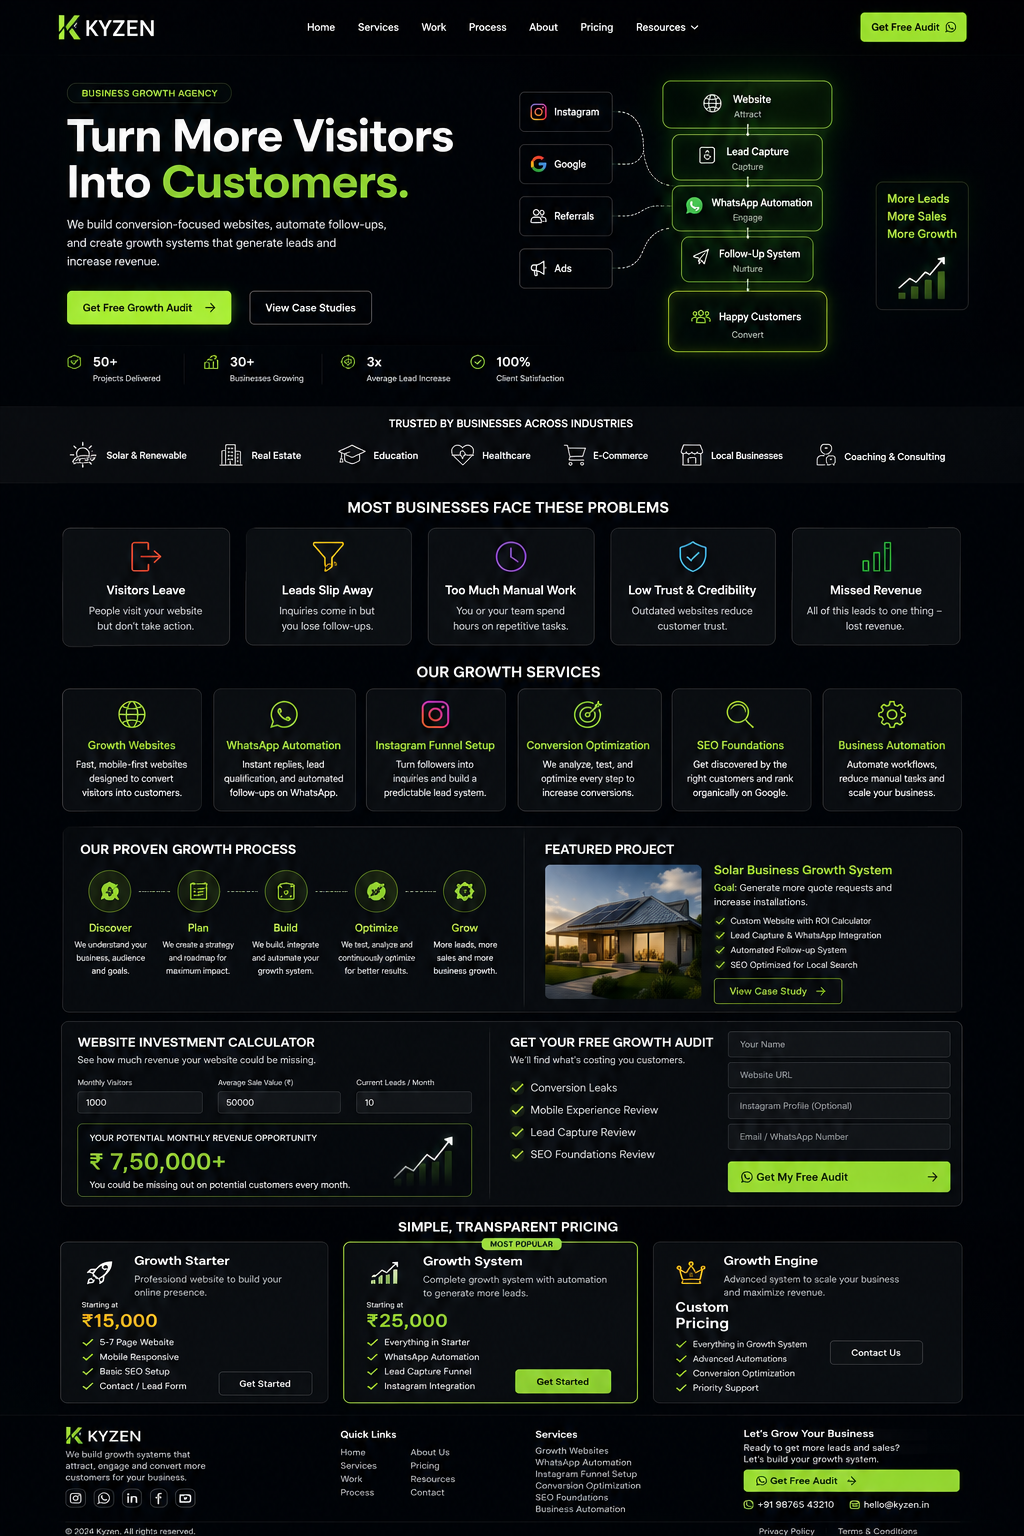 KYZEN
Home
Services
Work
Process
About
Pricing
Resources
Get Free Audit
BUSINESS GROWTH AGENCY
Turn More Visitors
Into Customers.
We build conversion-focused websites, automate follow-ups,
and create growth systems that generate leads and
increase revenue.
Get Free Growth Audit
View Case Studies
50+
Projects Delivered
30+
Businesses Growing
3x
Average Lead Increase
100%
Client Satisfaction
Instagram
Google
Referrals
Ads
Website
Attract
Lead Capture
Capture
WhatsApp Automation
Engage
Follow-Up System
Nurture
Happy Customers
Convert
More Leads
More Sales
More Growth
TRUSTED BY BUSINESSES ACROSS INDUSTRIES
Solar & Renewable
Real Estate
Education
Healthcare
E-Commerce
Local Businesses
Coaching & Consulting
MOST BUSINESSES FACE THESE PROBLEMS
Visitors Leave
People visit your website
but don't take action.
Leads Slip Away
Inquiries come in but
you lose follow-ups.
Too Much Manual Work
You or your team spend
hours on repetitive tasks.
Low Trust & Credibility
Outdated websites reduce
customer trust.
Missed Revenue
All of this leads to one thing –
lost revenue.
OUR GROWTH SERVICES
Growth Websites
Fast, mobile-first websites
designed to convert
visitors into customers.
WhatsApp Automation
Instant replies, lead
qualification, and automated
follow-ups on WhatsApp.
Instagram Funnel Setup
Turn followers into
inquiries and build a
predictable lead system.
Conversion Optimization
We analyze, test, and
optimize every step to
increase conversions.
SEO Foundations
Get discovered by the
right customers and rank
organically on Google.
Business Automation
Automate workflows,
reduce manual tasks and
scale your business.
OUR PROVEN GROWTH PROCESS
Discover
We understand your
business, audience
and goals.
Plan
We create a strategy
and roadmap for
maximum impact.
Build
We build, integrate
and automate your
growth system.
Optimize
We test, analyze and
continuously optimize
for better results.
Grow
More leads, more
sales and more
business growth.
FEATURED PROJECT
Solar Business Growth System
Goal: Generate more quote requests and
increase installations.
Custom Website with ROI Calculator
Lead Capture & WhatsApp Integration
Automated Follow-up System
SEO Optimized for Local Search
View Case Study
WEBSITE INVESTMENT CALCULATOR
See how much revenue your website could be missing.
Monthly Visitors
1000
Average Sale Value (₹)
50000
Current Leads / Month
10
YOUR POTENTIAL MONTHLY REVENUE OPPORTUNITY
₹ 7,50,000+
You could be missing out on potential customers every month.
GET YOUR FREE GROWTH AUDIT
We'll find what's costing you customers.
Conversion Leaks
Mobile Experience Review
Lead Capture Review
SEO Foundations Review
Your Name
Website URL
Instagram Profile (Optional)
Email / WhatsApp Number
Get My Free Audit
SIMPLE, TRANSPARENT PRICING
Growth Starter
Professiond website to build your
online presence.
Starting at
₹15,000
5-7 Page Website
Mobile Responsive
Basic SEO Setup
Contact / Lead Form
Get Started
MOST POPULAR
Growth System
Complete growth system with automation
to generate more leads.
Starting at
₹25,000
Everything in Starter
WhatsApp Automation
Lead Capture Funnel
Instagram Integration
Get Started
Growth Engine
Advanced system to scale your business
and maximize revenue.
Custom
Pricing
Everything in Growth System
Advanced Automations
Conversion Optimization
Priority Support
Contact Us
KYZEN
We build growth systems that
attract, engage and convert more
customers for your business.
Quick Links
Home
Services
Work
Process
About Us
Pricing
Resources
Contact
Services
Growth Websites
WhatsApp Automation
Instagram Funnel Setup
Conversion Optimization
SEO Foundations
Business Automation
Let's Grow Your Business
Ready to get more leads and sales?
Let's build your growth system.
Get Free Audit
+91 98765 43210
hello@kyzen.in
© 2024 Kyzen. All rights reserved.
Privacy Policy
Terms & Conditions